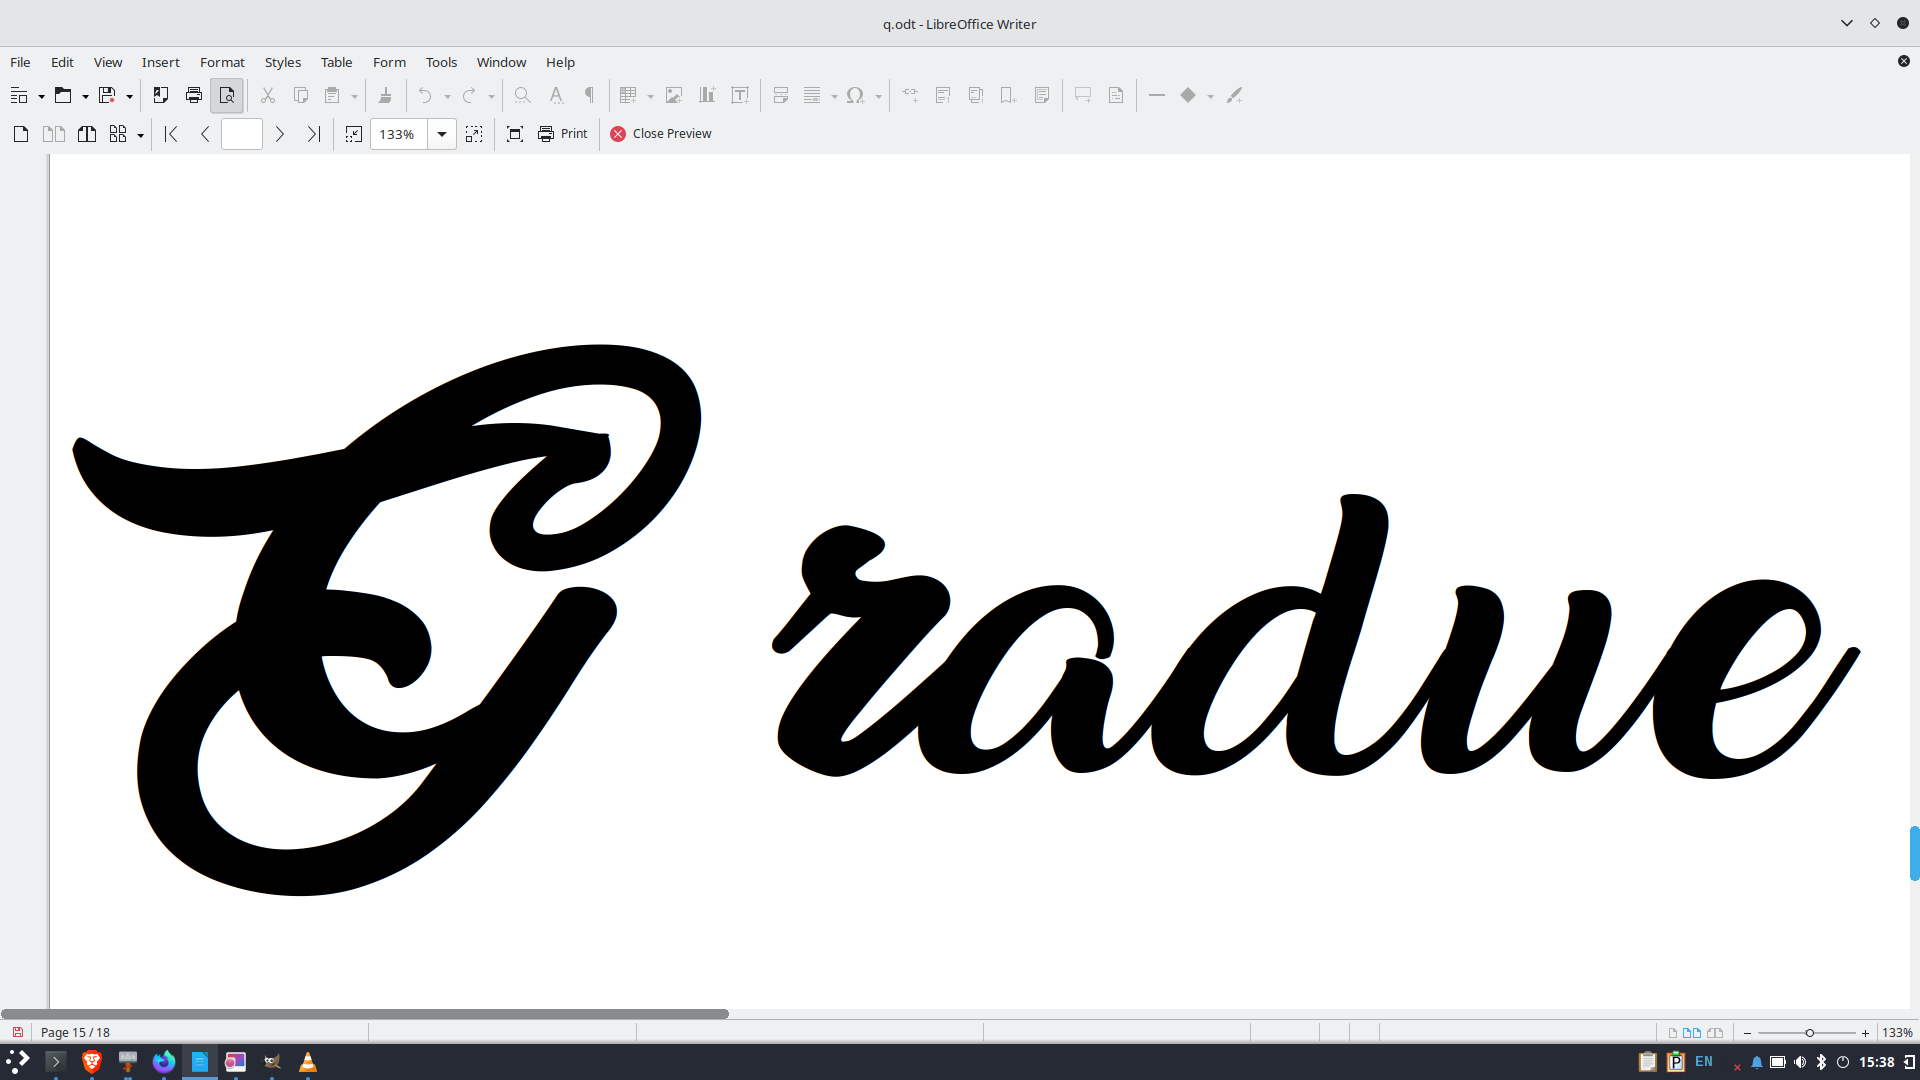 q.odt - LibreOffice Writer
File Edit View Insert Format Styles Table Form Tools Window Help
133% Print Close Preview
Gradue
Page 15 / 18 133%
EN 15:38